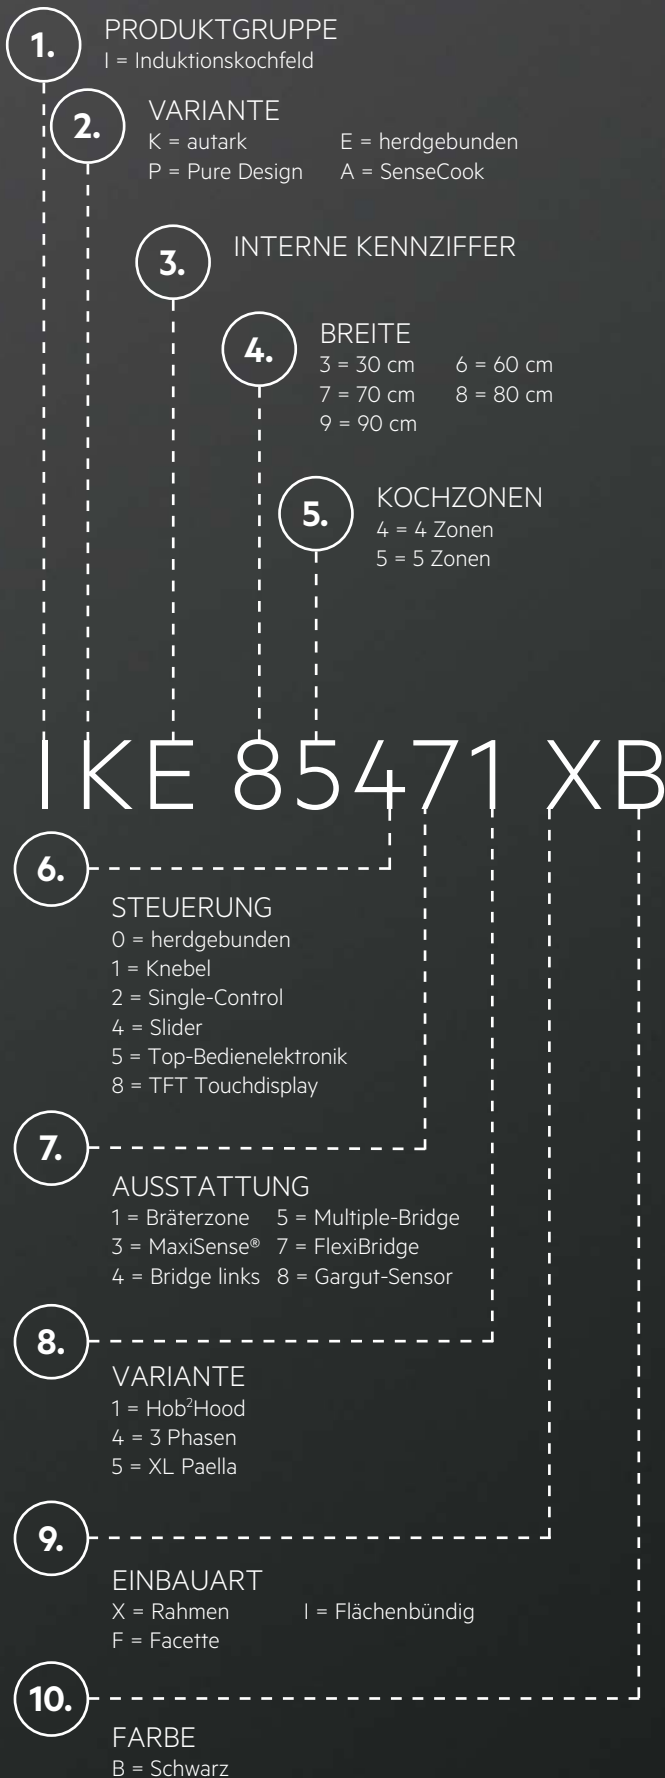 1.
PRODUKTGRUPPE
I = Induktionskochfeld
2.
VARIANTE
K = autark E = herdgebunden
P = Pure Design A = SenseCook
3.
INTERNE KENNZIFFER
4.
BREITE
3 = 30 cm 6 = 60 cm
7 = 70 cm 8 = 80 cm
9 = 90 cm
5.
KOCHZONEN
4 = 4 Zonen
5 = 5 Zonen
IKE 85471 XB
6.
STEUERUNG
0 = herdgebunden
1 = Knebel
2 = Single-Control
4 = Slider
5 = Top-Bedienelektronik
8 = TFT Touchdisplay
7.
AUSSTATTUNG
1 = Bräterzone 5 = Multiple-Bridge
3 = MaxiSense® 7 = FlexiBridge
4 = Bridge links 8 = Gargut-Sensor
8.
VARIANTE
1 = Hob²Hood
4 = 3 Phasen
5 = XL Paella
9.
EINBAUART
X = Rahmen I = Flächenbündig
F = Facette
10.
FARBE
B = Schwarz